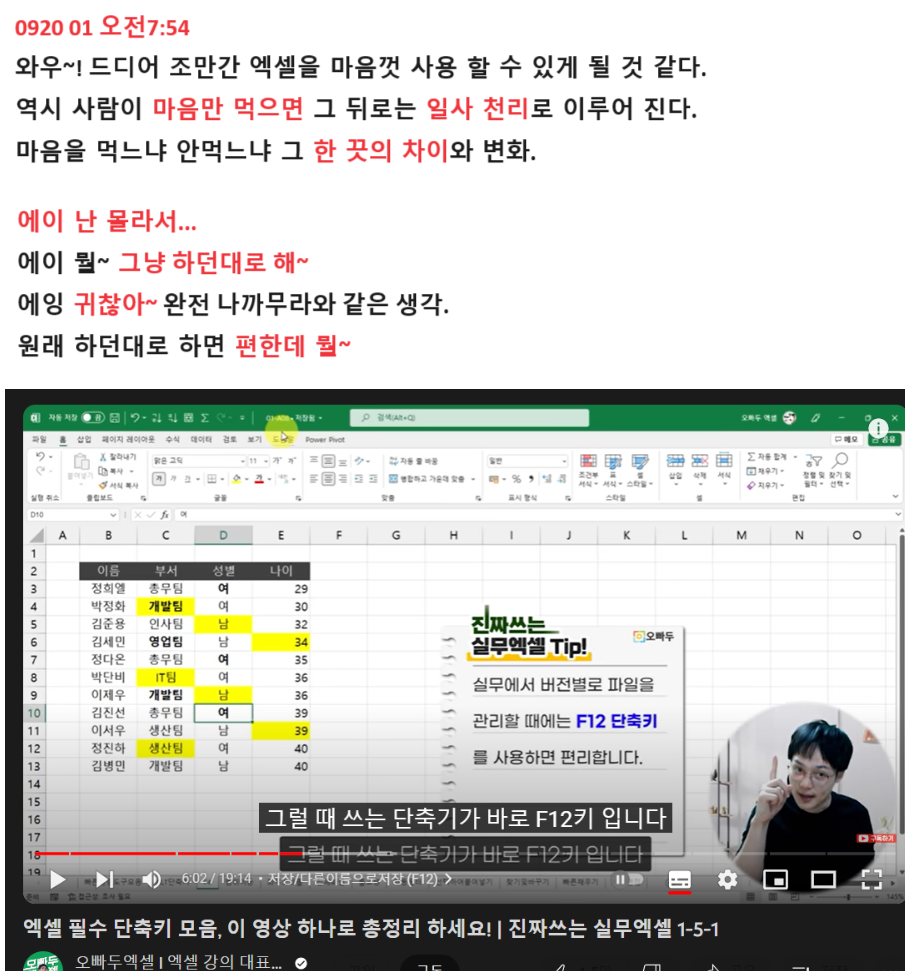 0920 01 오전7:54
와우~! 드디어 조만간 엑셀을 마음껏 사용 할 수 있게 될 것 같다.
역시 사람이 마음만 먹으면 그 뒤로는 일사 천리로 이루어 진다.
마음을 먹느냐 안먹느냐 그 한 끗의 차이와 변화.
에이 난 몰라서...
에이 뭘~ 그냥 하던대로 해~
에잉 귀찮아~ 완전 나까무라와 같은 생각.
원래 하던대로 하면 편한데 뭘~
자동 저장 검색(Alt+Q) 오빠두 엑셀
파일 홈 삽입 페이지 레이아웃 수식 데이터 검토 보기 Power Pivot 메모 공유
잘라내기 맑은 고딕 11 가 가 자동 줄 바꿈 일반 조건부 서식 표 서식 셀 스타일 삽입 삭제 서식 자동 합계
복사 채우기 정렬 및 필터 찾기 및 선택
서식 복사 가 가 병합하고 가운데 맞춤 지우기
실행 취소 클립보드 글꼴 맞춤 표시 형식 스타일 셀 편집
D10 fx 여
A B C D E F G H I J K L M N O
1
2 이름 부서 성별 나이
3 정희엘 총무팀 여 29
4 박정화 개발팀 여 30
5 김준용 인사팀 남 32
6 김세민 영업팀 남 34
7 정다온 총무팀 여 35
8 박단비 IT팀 여 36
9 이제우 개발팀 남 36
10 김진선 총무팀 여 39
11 이서우 생산팀 남 39
12 정진하 생산팀 여 40
13 김병민 개발팀 남 40
14
15
16
17
18
19
진짜쓰는
실무엑셀 Tip!
오빠두
실무에서 버전별로 파일을
관리할 때에는 F12 단축키
를 사용하면 편리합니다.
구독하기
그럴 때 쓰는 단축기가 바로 F12키 입니다
그럴 때 쓰는 단축기가 바로 F12키 입니다
6:02 / 19:14 • 저장/다른이름으로저장 (F12)
145%
엑셀 필수 단축키 모음, 이 영상 하나로 총정리 하세요! | 진짜쓰는 실무엑셀 1-5-1
오빠두
오빠두엑셀 l 엑셀 강의 대표...
구독